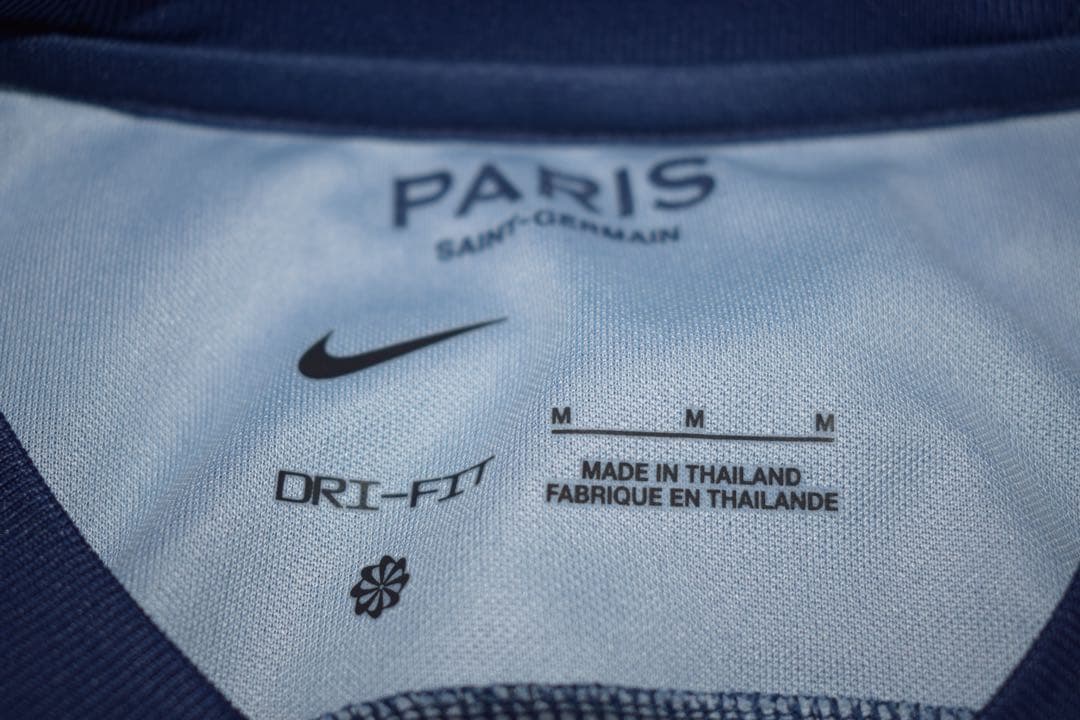 PARIS
SAINT-GERMAIN
DRI-FIT
M M M
MADE IN THAILAND
FABRIQUE EN THAILANDE